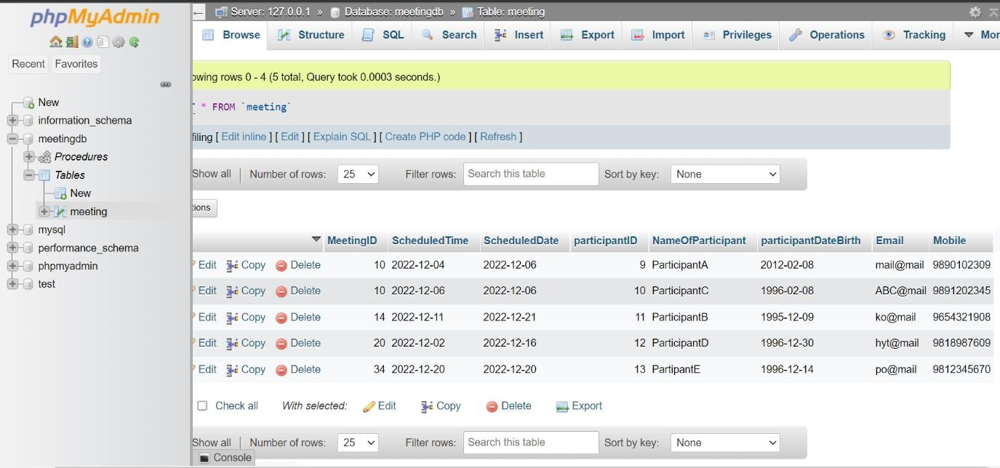 phpMyAdmin
Recent Favorites
New
information_schema
meetingdb
Procedures
Tables
New
meeting
mysql
performance_schema
phpmyadmin
test
Server: 127.0.0.1 » Database: meetingdb » Table: meeting
Browse Structure SQL Search Insert Export Import Privileges Operations Tracking Mor
owing rows 0 - 4 (5 total, Query took 0.0003 seconds.)
* FROM `meeting`
filing [ Edit inline ] [ Edit ] [ Explain SQL ] [ Create PHP code ] [ Refresh ]
Show all | Number of rows: 25 Filter rows: Search this table Sort by key: None
tions
MeetingID ScheduledTime ScheduledDate participantID NameOfParticipant participantDateBirth Email Mobile
Edit Copy Delete 10 2022-12-04 2022-12-06 9 ParticipantA 2012-02-08 mail@mail 9890102309
Edit Copy Delete 10 2022-12-06 2022-12-06 10 ParticipantC 1996-02-08 ABC@mail 9891202345
Edit Copy Delete 14 2022-12-11 2022-12-21 11 ParticipantB 1995-12-09 ko@mail 9654321908
Edit Copy Delete 20 2022-12-02 2022-12-16 12 ParticipantD 1996-12-30 hyt@mail 9818987609
Edit Copy Delete 34 2022-12-20 2022-12-20 13 PartipantE 1996-12-14 po@mail 9812345670
Check all With selected: Edit Copy Delete Export
Show all | Number of rows: 25 Filter rows: Search this table Sort by key: None
Console